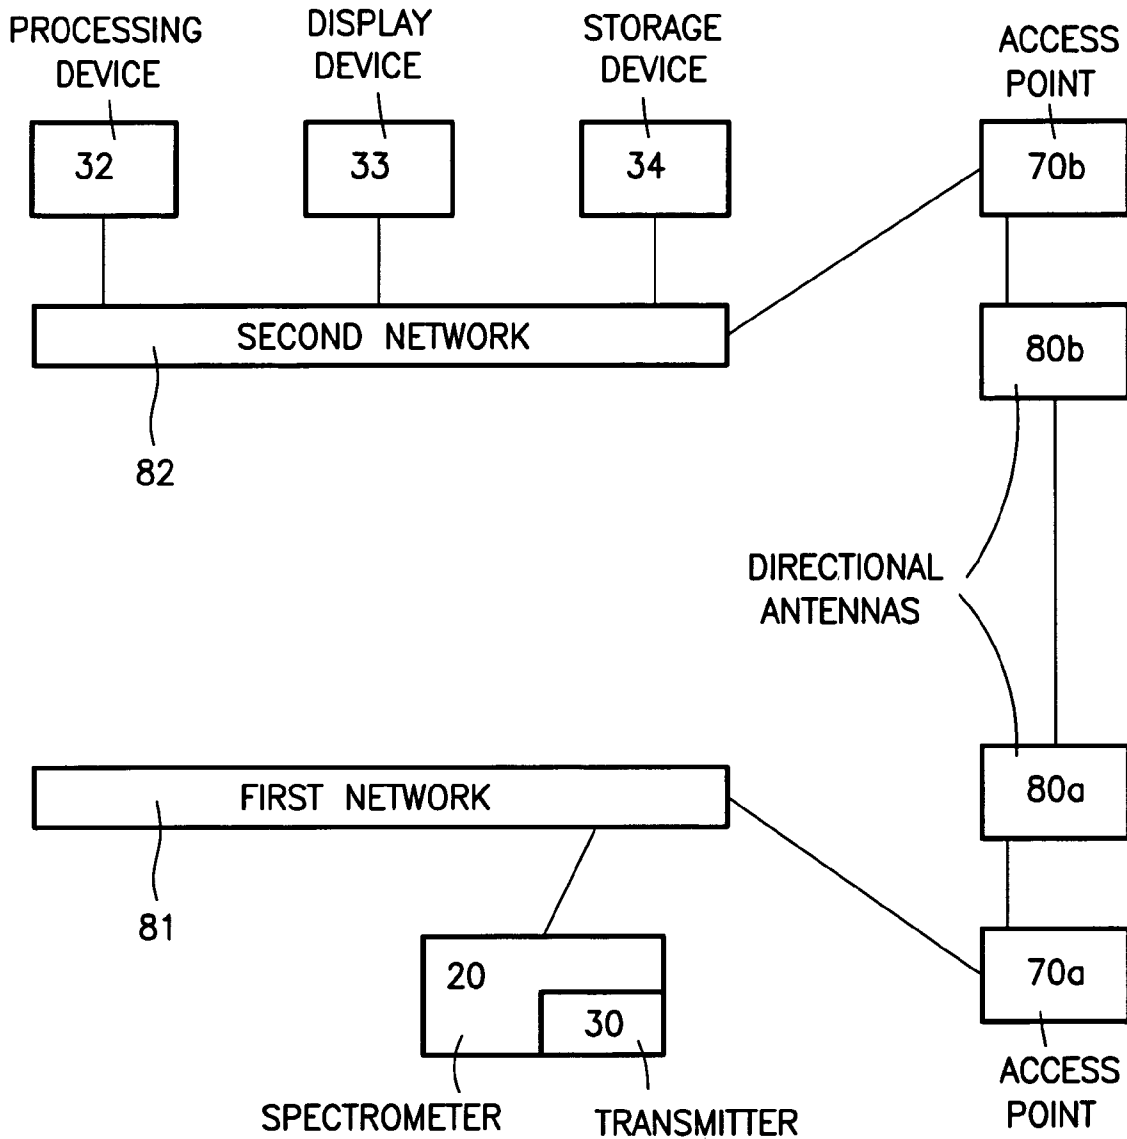 PROCESSING
DEVICE
DISPLAY
DEVICE
STORAGE
DEVICE
ACCESS
POINT
32
33
34
70b
SECOND NETWORK
80b
82
DIRECTIONAL
ANTENNAS
FIRST NETWORK
80a
81
20
30
70a
SPECTROMETER
TRANSMITTER
ACCESS
POINT